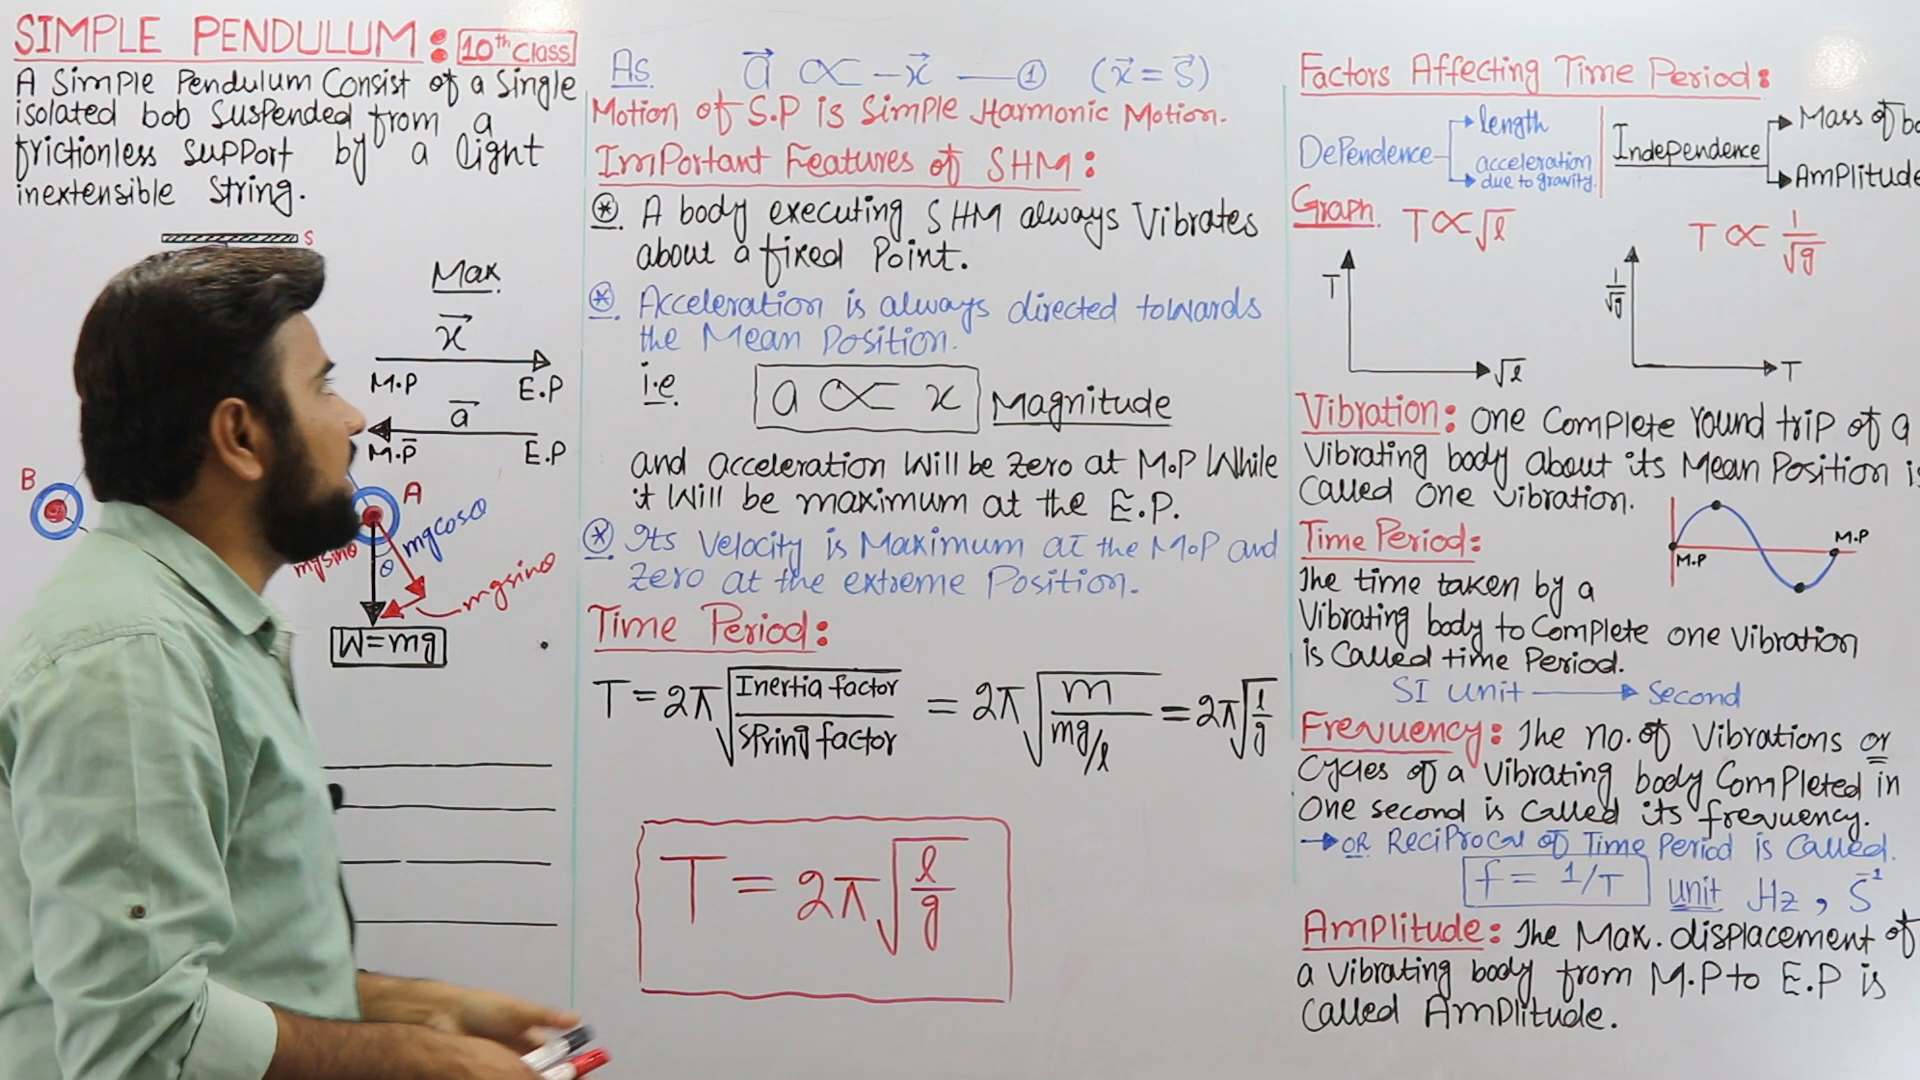 SIMPLE PENDULUM: 10th Class
A Simple Pendulum Consist of a Single
isolated bob Suspended from a
frictionless support by a light
inextensible String.
S
Max
x⃗
M.P E.P
a⃗
M.P E.P
B
A
mgcosθ
mgsinθ
θ
mgsinθ
W=mg
As a⃗ ∝ -x⃗ —① (x⃗ = S⃗)
Motion of S.P is Simple Harmonic Motion.
Important Features of SHM:
* A body executing SHM always Vibrates
about a fixed Point.
* Acceleration is always directed towards
the Mean Position.
i.e a ∝ x Magnitude
and acceleration Will be zero at M.P While
it Will be maximum at the E.P.
* Its Velocity is Maximum at the M.P and
Zero at the extreme Position.
Time Period:
T = 2π√(Inertia factor/Spring factor) = 2π√(m/(mg/l)) = 2π√(l/g)
T = 2π√(l/g)
Factors Affecting Time Period:
Dependence length
acceleration
due to gravity.
Independence Mass of bo
Amplitude
Graph T∝√l T∝1/√g
T √l
1/√g T
Vibration: One Complete round trip of a
Vibrating body about its Mean Position is
Called One Vibration.
M.P M.P
Time Period:
The time taken by a
Vibrating body to Complete one Vibration
is Called time Period.
SI unit → Second
Frevuency: The no. of Vibrations or
Cycles of a Vibrating body Completed in
One second is Called its frevuency.
→ OR Reciprocal of Time Period is Called.
f = 1/T unit Hz, S⁻¹
Amplitude: The Max. displacement of
a Vibrating body from M.P to E.P is
Called Amplitude.